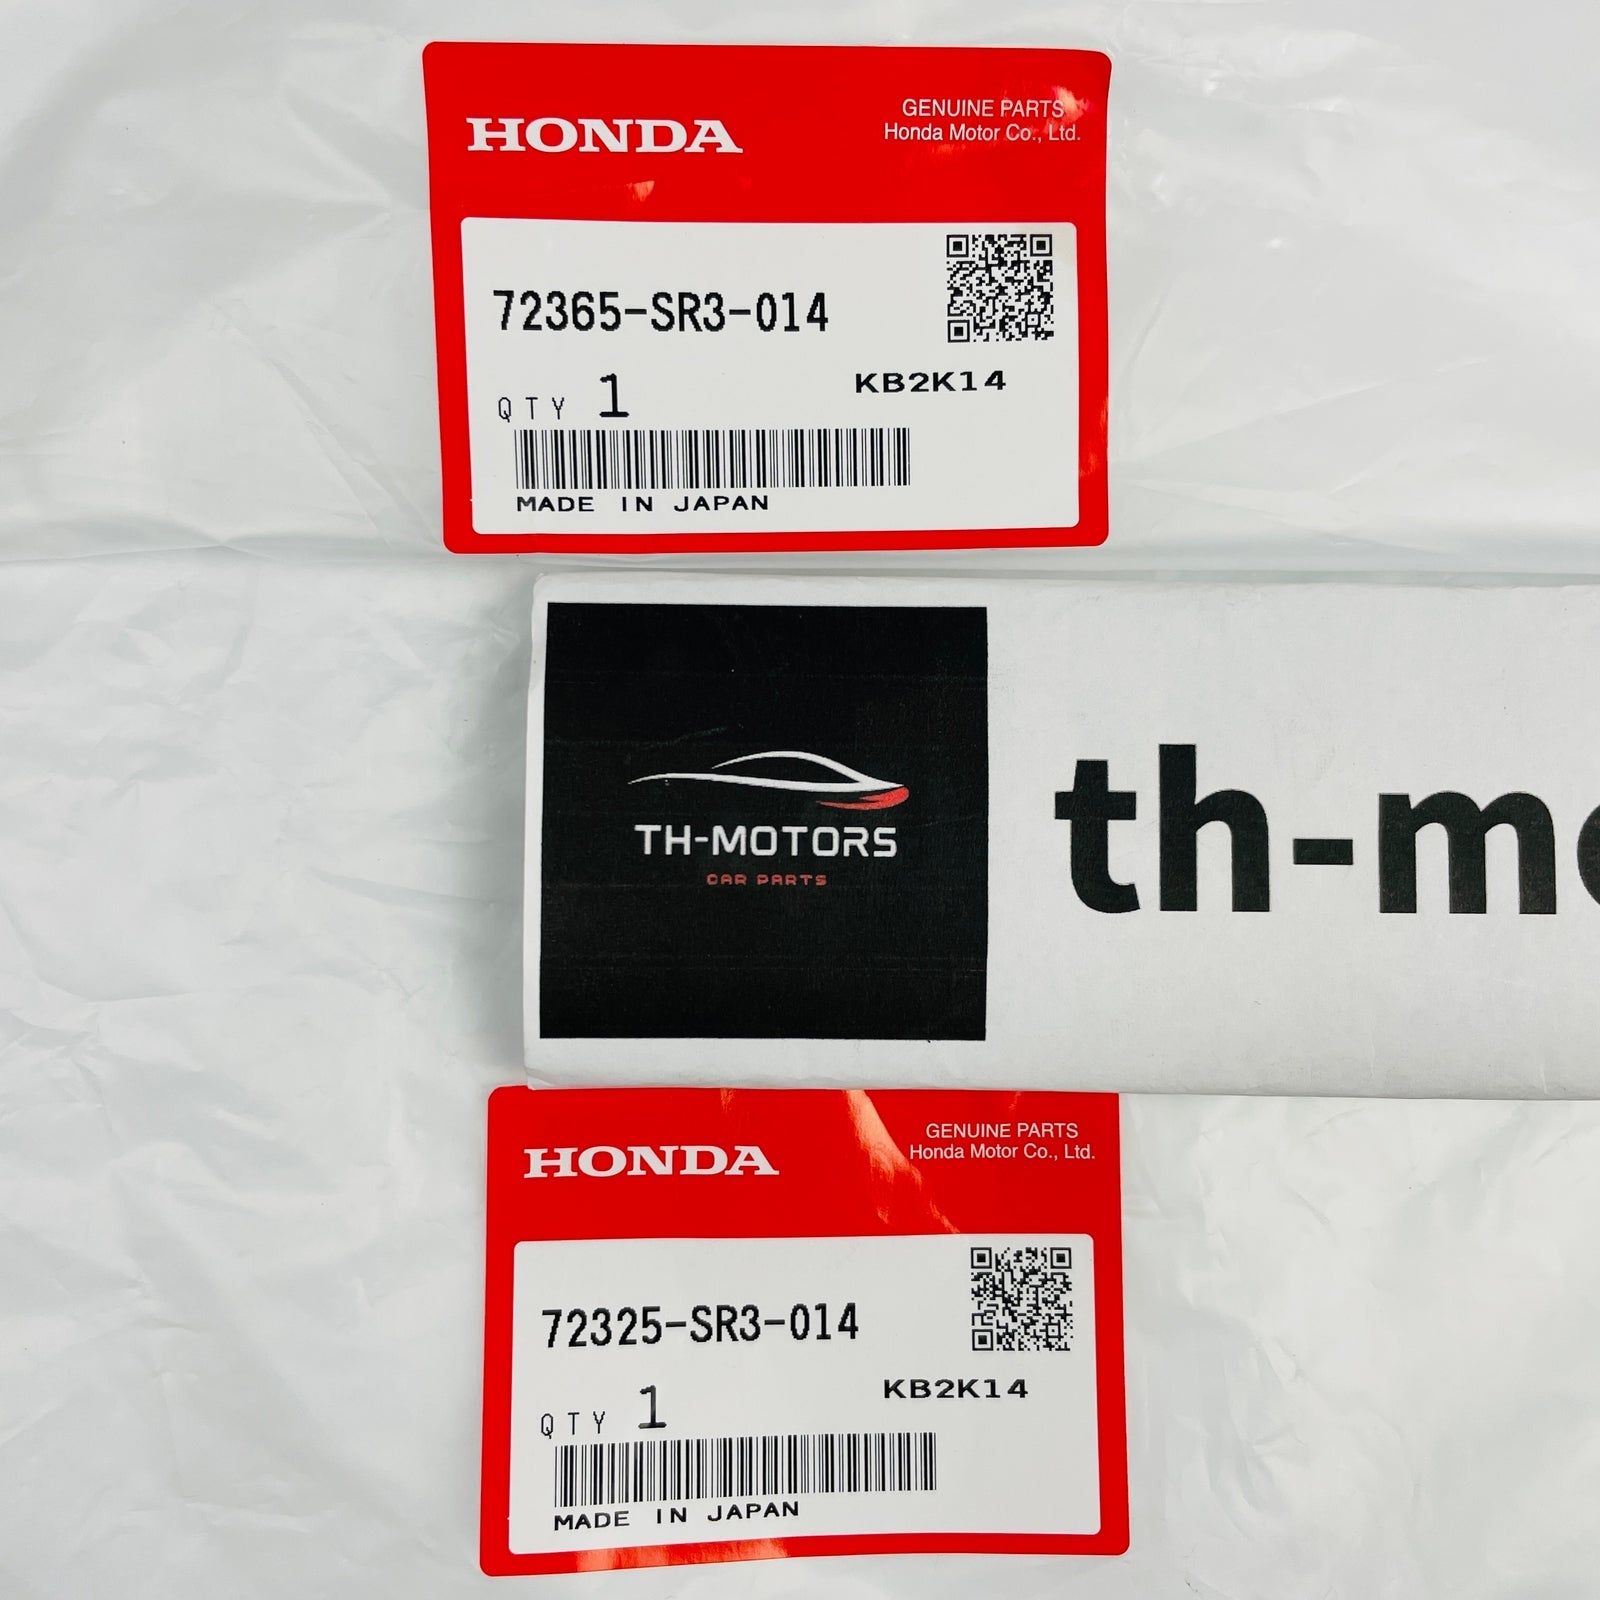 HONDA
GENUINE PARTS
Honda Motor Co., Ltd.
72365-SR3-014
QTY 1
KB2K14
MADE IN JAPAN
TH-MOTORS
CAR PARTS
th-mo
HONDA
GENUINE PARTS
Honda Motor Co., Ltd.
72325-SR3-014
QTY 1
KB2K14
MADE IN JAPAN